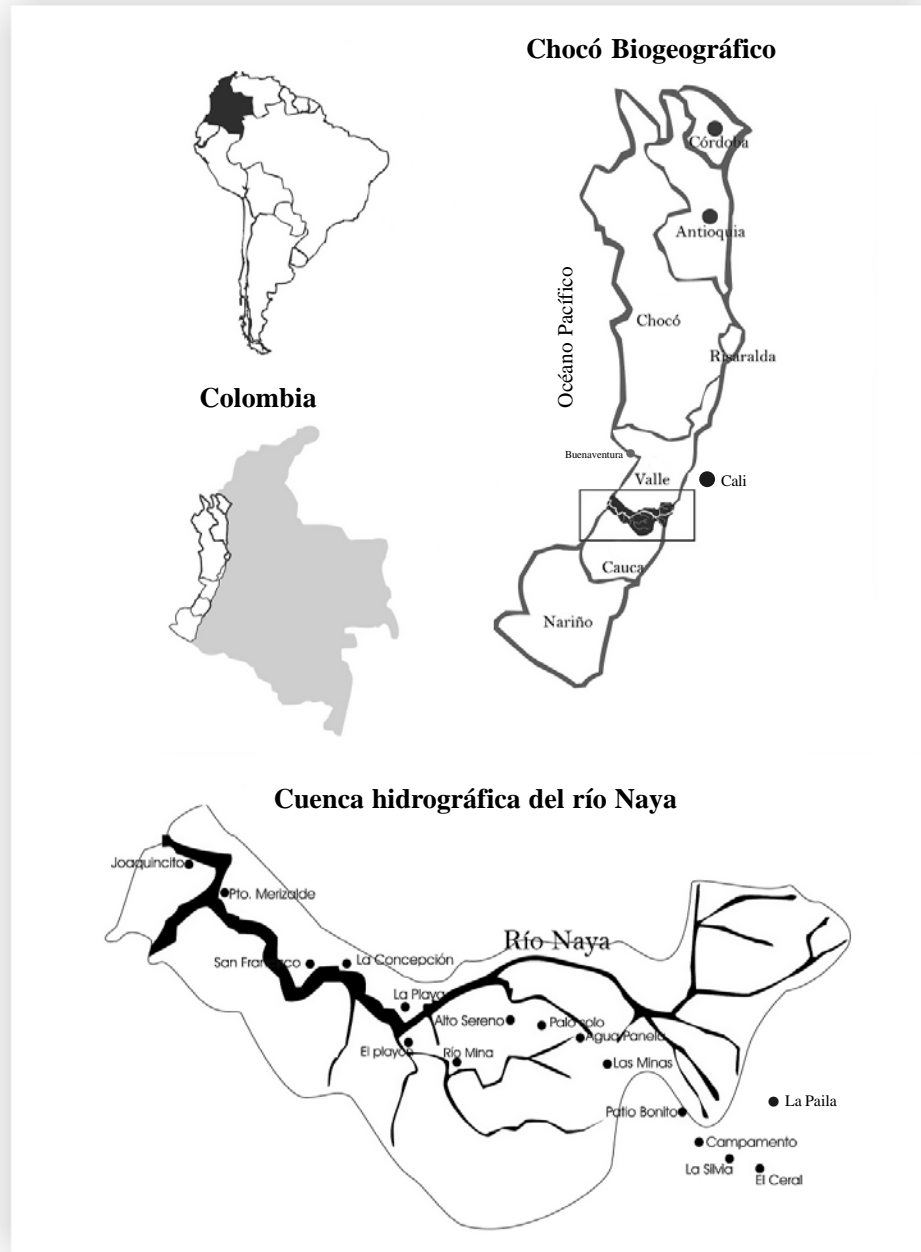 Chocó Biogeográfico
Córdoba
Antioquia
Océano Pacífico
Chocó
Risaralda
Colombia
Buenaventura
Valle
Cali
Cauca
Nariño
Cuenca hidrográfica del río Naya
Joaquincito
Pto. Merizalde
Río Naya
San Francisco
La Concepción
La Playa
Alto Sereno
Palo solo
Agua Panela
El playón
Río Mina
Las Minas
La Paila
Patio Bonito
Campamento
La Silvia
El Ceral